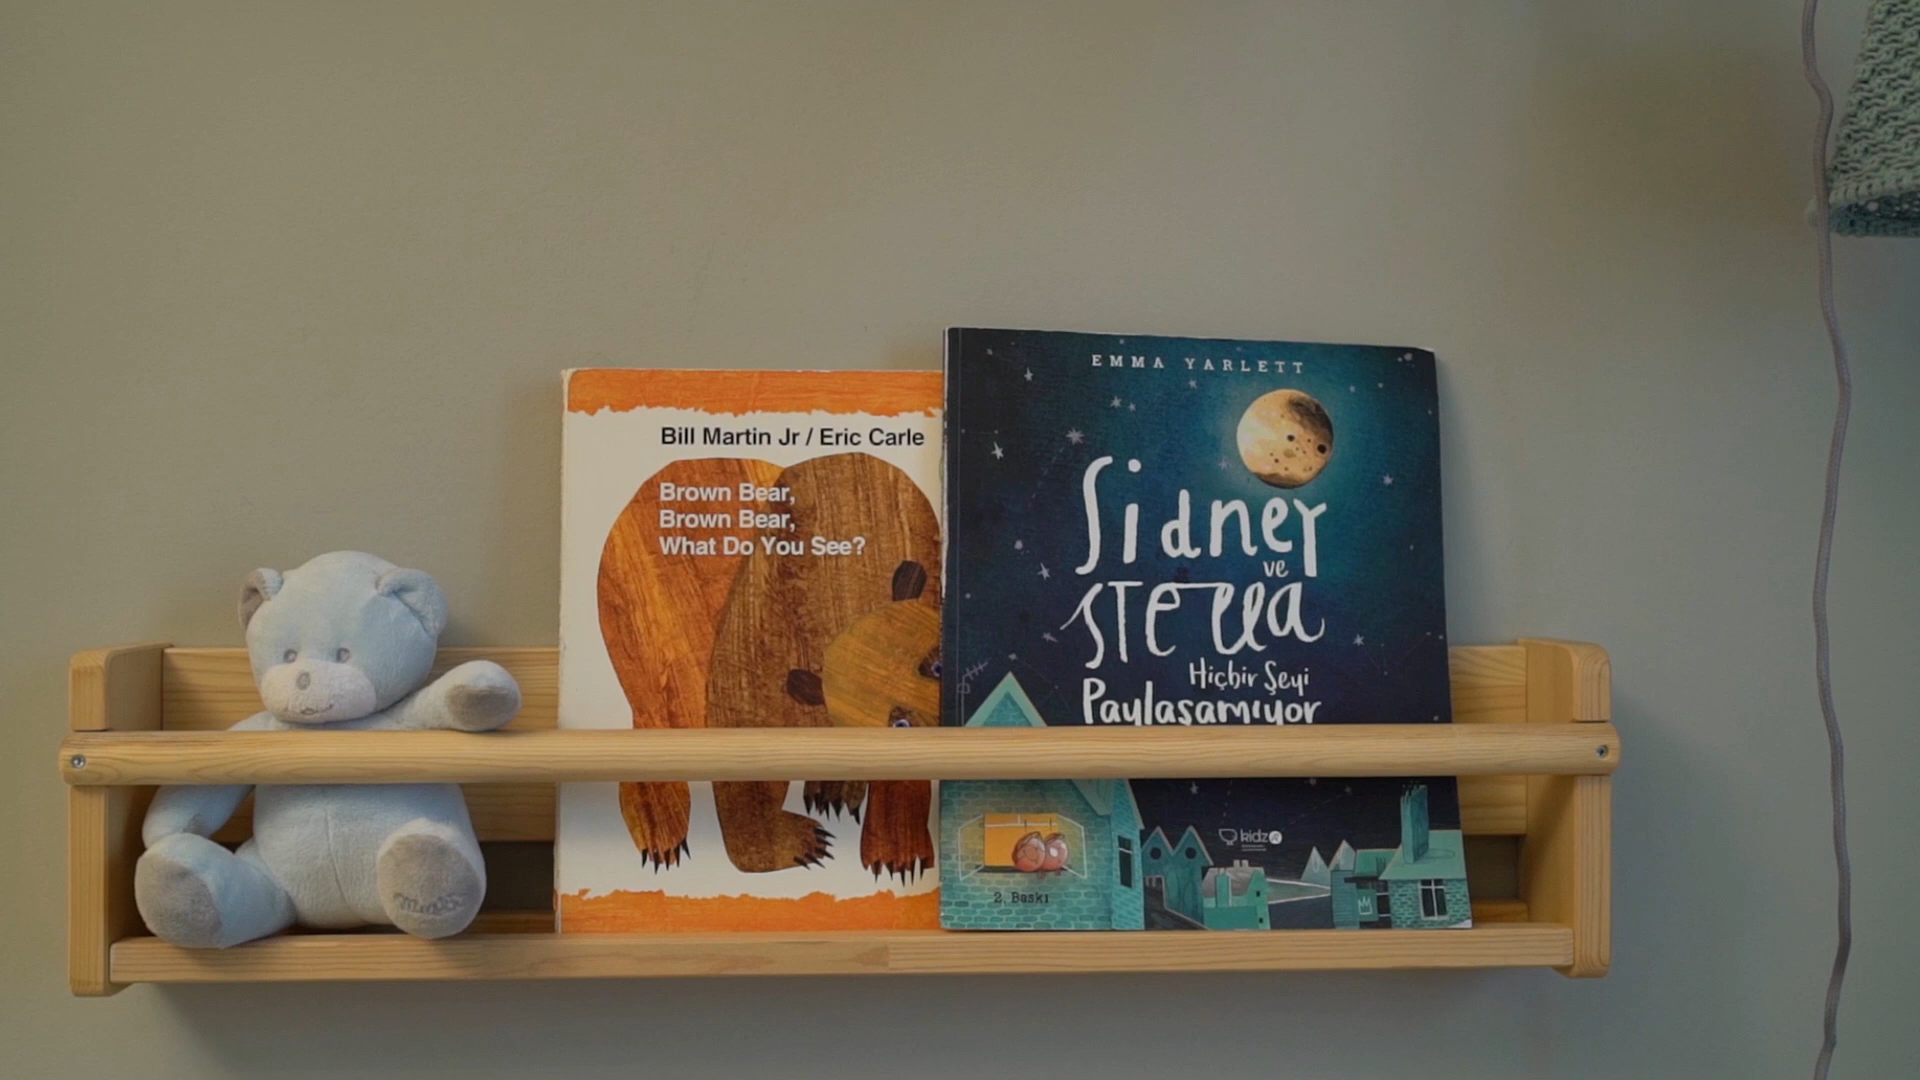 Bill Martin Jr / Eric Carle
Brown Bear,
Brown Bear,
What Do You See?
EMMA YARLETT
Sidney
ve
Stella
Hiçbir Şeyi
Paylaşamıyor
kidz
2. Baskı